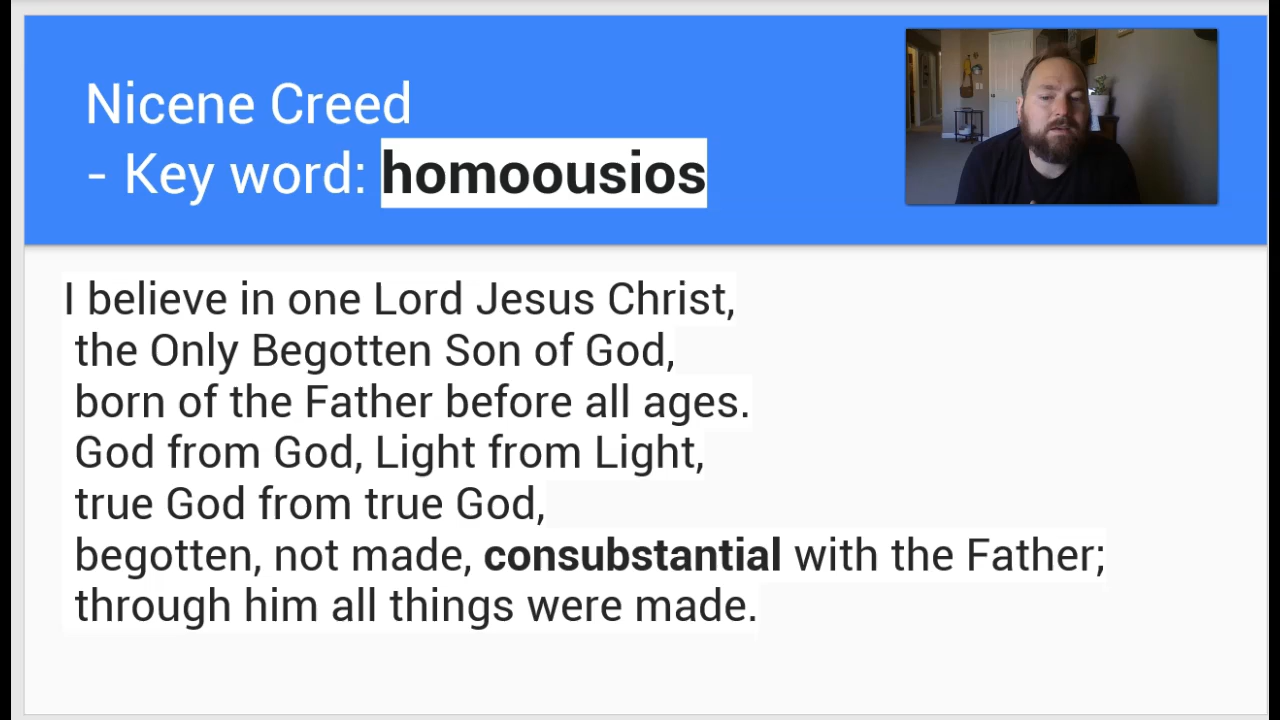 Nicene Creed
- Key word: homoousios
I believe in one Lord Jesus Christ,
the Only Begotten Son of God,
born of the Father before all ages.
God from God, Light from Light,
true God from true God,
begotten, not made, consubstantial with the Father;
through him all things were made.